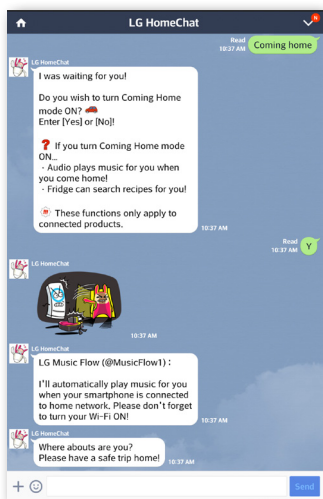 LG HomeChat
N
Read
10:37 AM
Coming home
LG HomeChat
I was waiting for you!
Do you wish to turn Coming Home
mode ON?
Enter [Yes] or [No]!
If you turn Coming Home mode
ON...
- Audio plays music for you when
you come home!
- Fridge can search recipes for you!
These functions only apply to
connected products.
10:37 AM
Read
10:37 AM
Y
LG HomeChat
10:37 AM
LG HomeChat
LG Music Flow (@MusicFlow1) :
I'll automatically play music for you
when your smartphone is connected
to home network. Please don't forget
to turn your Wi-Fi ON!
10:37 AM
LG HomeChat
Where abouts are you?
Please have a safe trip home!
10:37 AM
Send